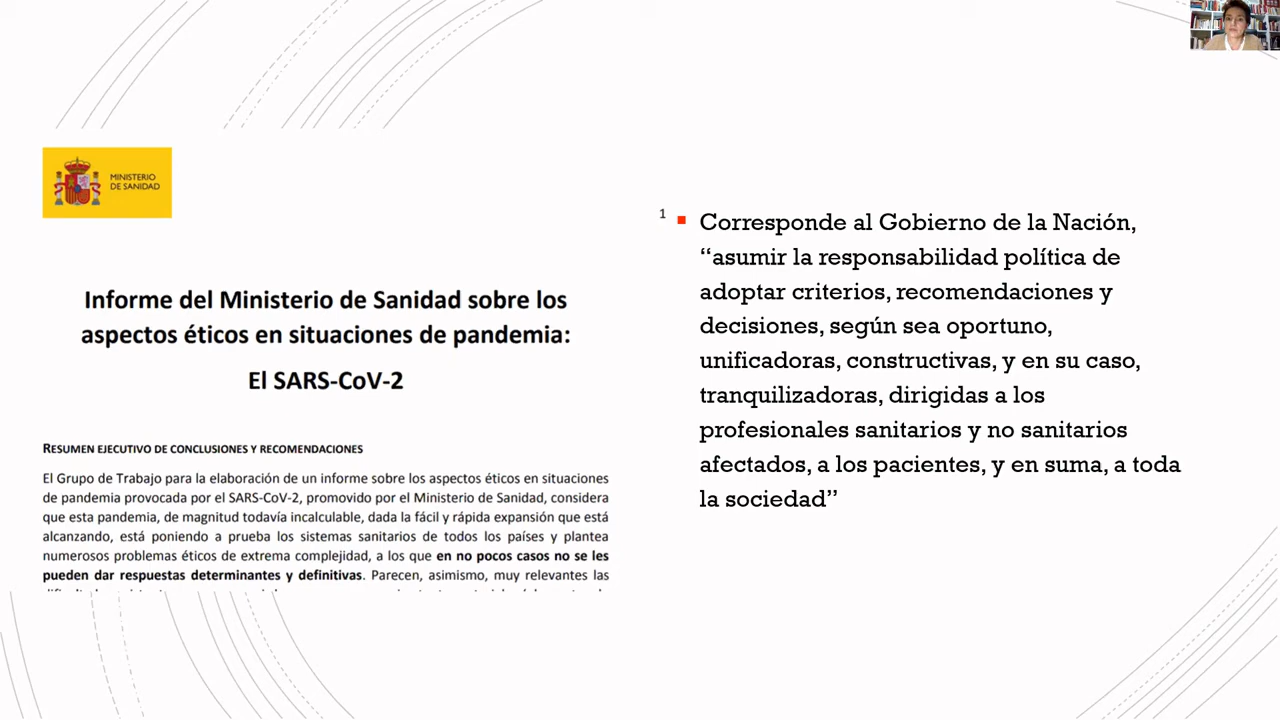 MINISTERIO
DE SANIDAD
Informe del Ministerio de Sanidad sobre los
aspectos éticos en situaciones de pandemia:
El SARS-CoV-2
RESUMEN EJECUTIVO DE CONCLUSIONES Y RECOMENDACIONES
El Grupo de Trabajo para la elaboración de un informe sobre los aspectos éticos en situaciones
de pandemia provocada por el SARS-CoV-2, promovido por el Ministerio de Sanidad, considera
que esta pandemia, de magnitud todavía incalculable, dada la fácil y rápida expansión que está
alcanzando, está poniendo a prueba los sistemas sanitarios de todos los países y plantea
numerosos problemas éticos de extrema complejidad, a los que en no pocos casos no se les
pueden dar respuestas determinantes y definitivas. Parecen, asimismo, muy relevantes las
1
Corresponde al Gobierno de la Nación,
“asumir la responsabilidad política de
adoptar criterios, recomendaciones y
decisiones, según sea oportuno,
unificadoras, constructivas, y en su caso,
tranquilizadoras, dirigidas a los
profesionales sanitarios y no sanitarios
afectados, a los pacientes, y en suma, a toda
la sociedad”